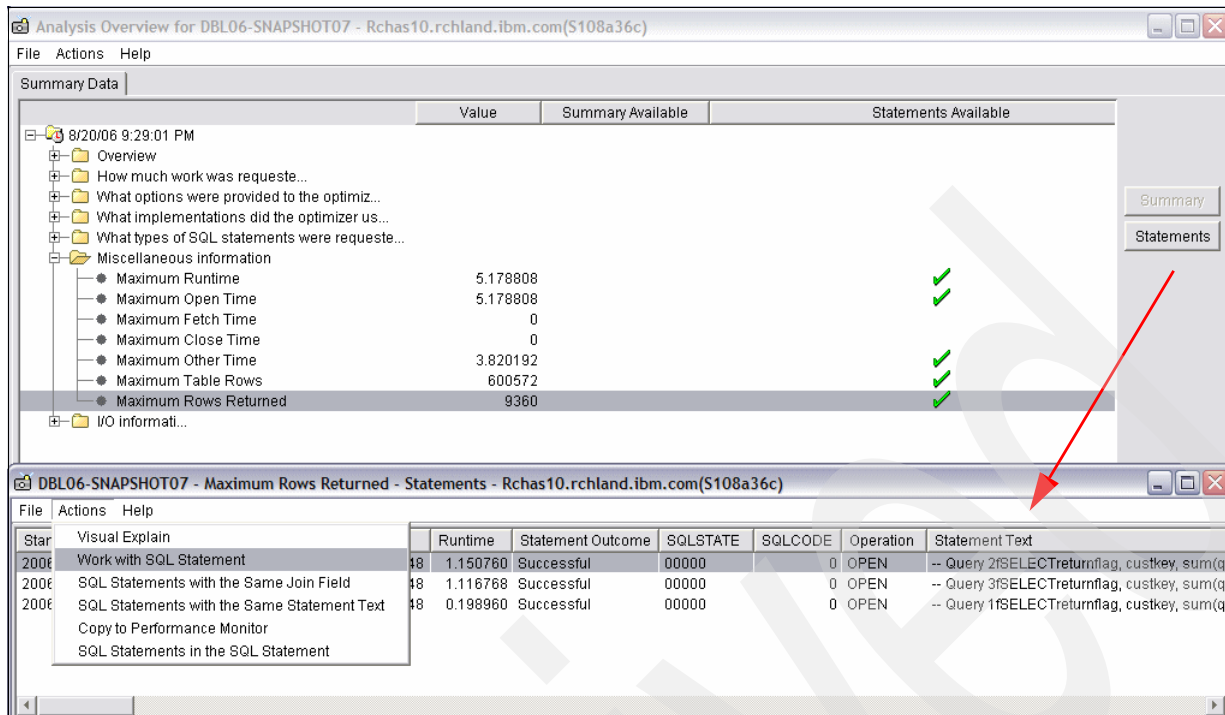 Analysis Overview for DBL06-SNAPSHOT07 - Rchas10.rchland.ibm.com(S108a36c)
File Actions Help
Summary Data
Value Summary Available Statements Available
8/20/06 9:29:01 PM
Overview
How much work was requeste...
What options were provided to the optimiz...
What implementations did the optimizer us...
What types of SQL statements were requeste...
Miscellaneous information
Maximum Runtime 5.178808
Maximum Open Time 5.178808
Maximum Fetch Time 0
Maximum Close Time 0
Maximum Other Time 3.820192
Maximum Table Rows 600572
Maximum Rows Returned 9360
I/O informati...
Summary
Statements
DBL06-SNAPSHOT07 - Maximum Rows Returned - Statements - Rchas10.rchland.ibm.com(S108a36c)
File Actions Help
Star Runtime Statement Outcome SQLSTATE SQLCODE Operation Statement Text
2006 48 1.150760 Successful 00000 0 OPEN -- Query 2fSELECTreturnflag, custkey, sum(q
2006 48 1.116768 Successful 00000 0 OPEN -- Query 3fSELECTreturnflag, custkey, sum(q
2006 48 0.198960 Successful 00000 0 OPEN -- Query 1fSELECTreturnflag, custkey, sum(q
Visual Explain
Work with SQL Statement
SQL Statements with the Same Join Field
SQL Statements with the Same Statement Text
Copy to Performance Monitor
SQL Statements in the SQL Statement